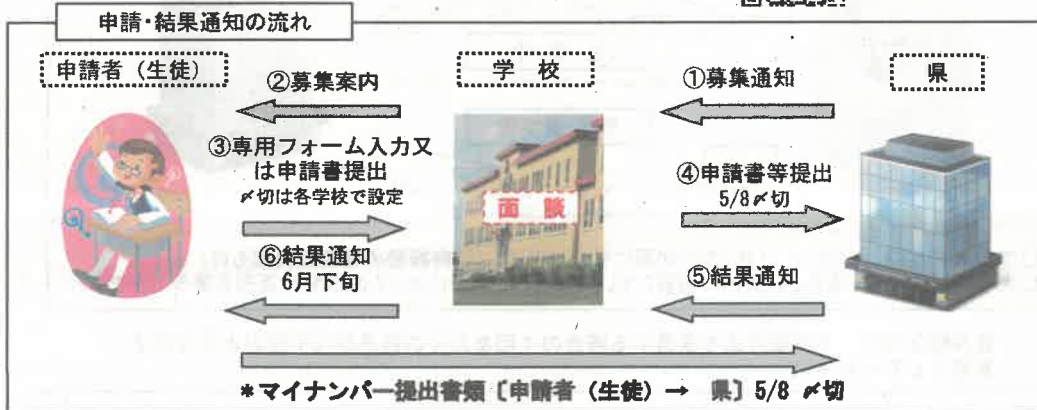 申請・結果通知の流れ
申請者（生徒）
学校
県
①募集通知
②募集案内
③専用フォーム入力又
は申請書提出
〆切は各学校で設定
面談
④申請書等提出
5/8〆切
⑤結果通知
⑥結果通知
6月下旬
＊マイナンバー提出書類〔申請者（生徒）→ 県〕5/8 〆切